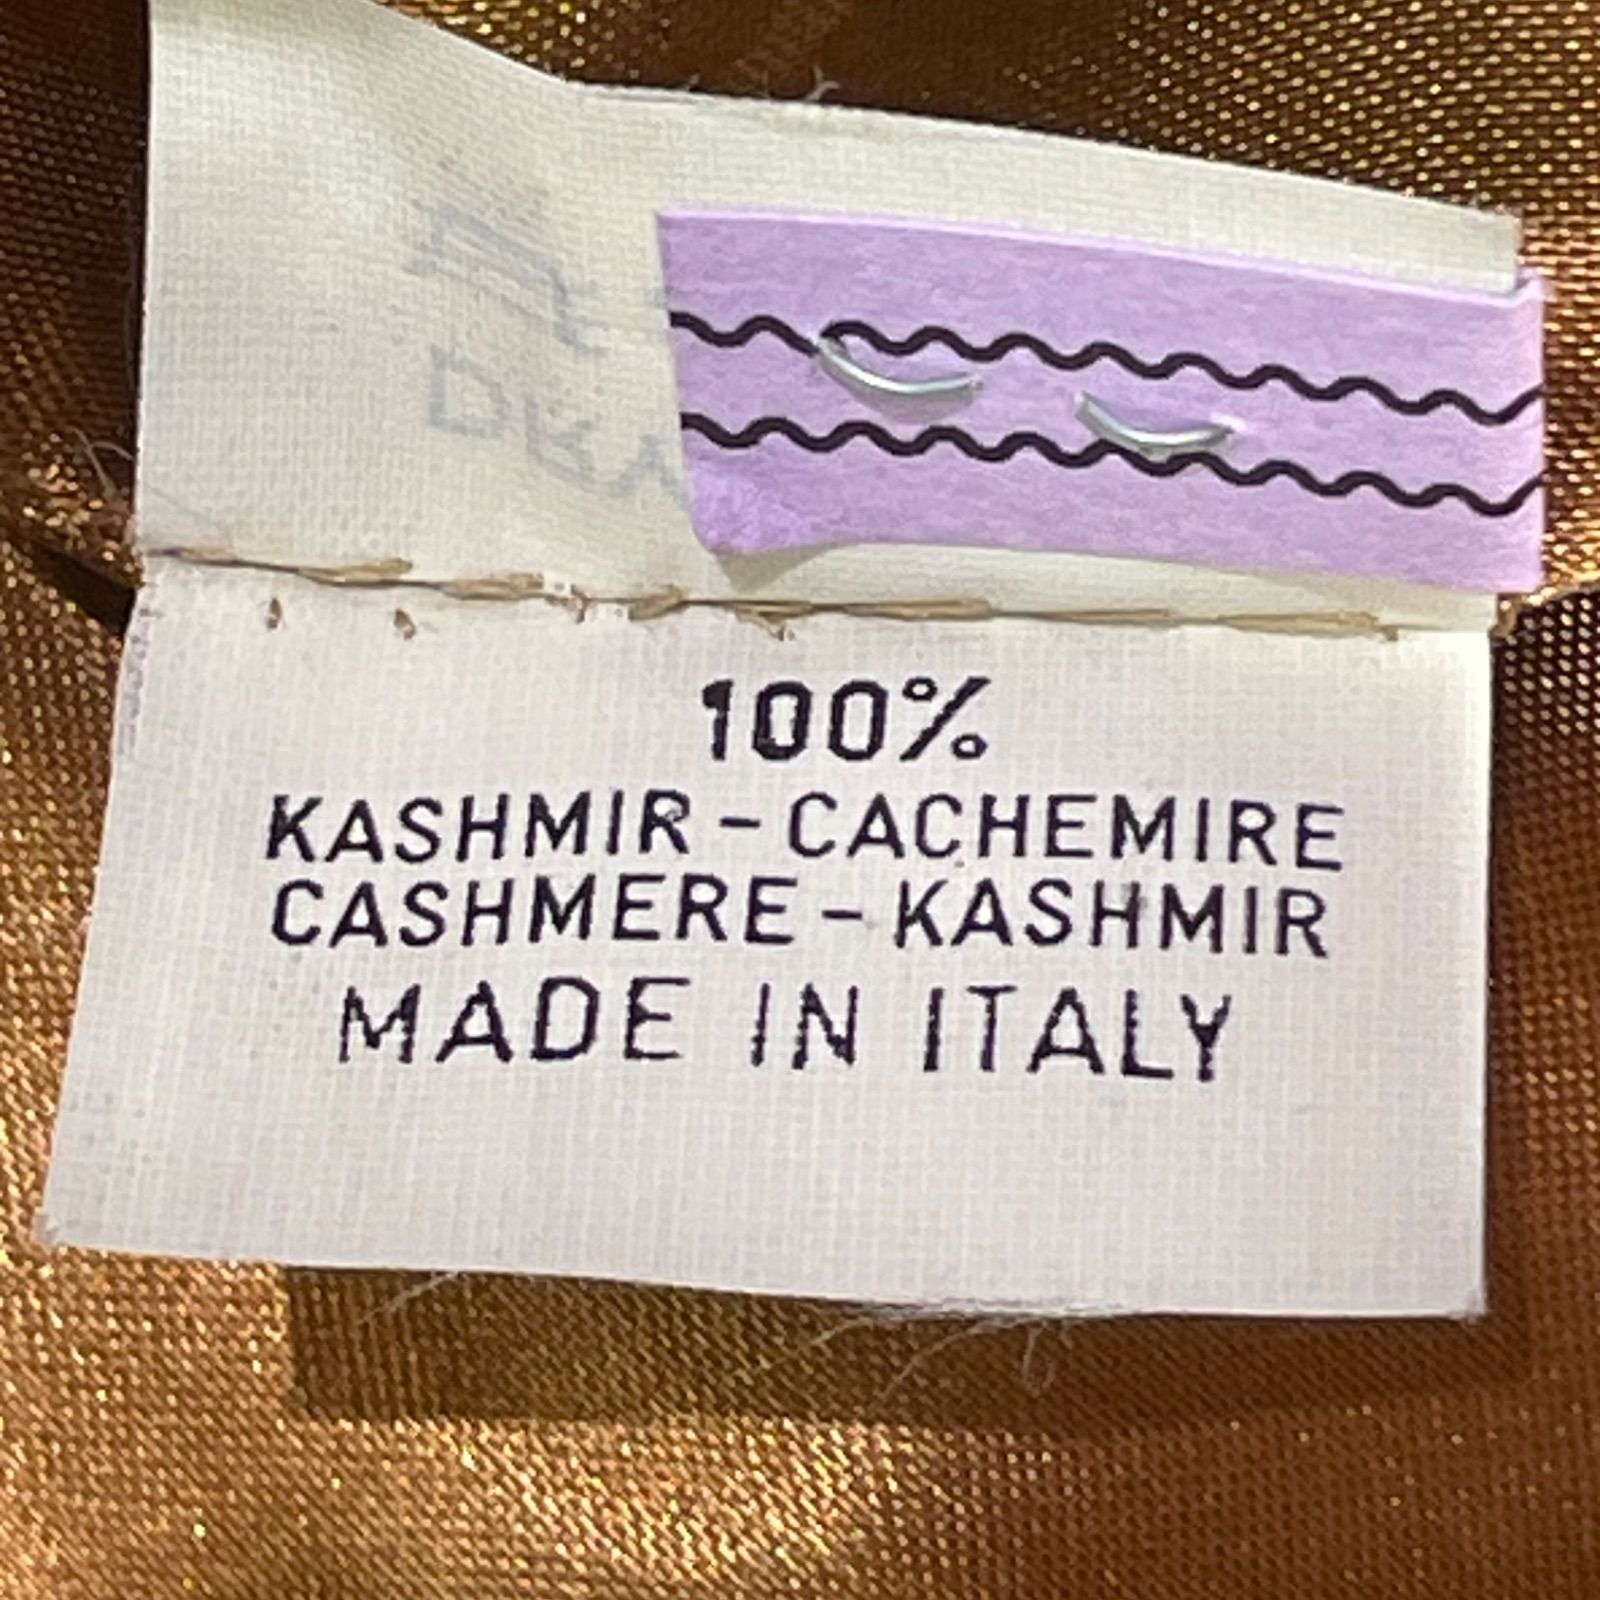 100%
KASHMIR - CACHEMIRE
CASHMERE - KASHMIR
MADE IN ITALY